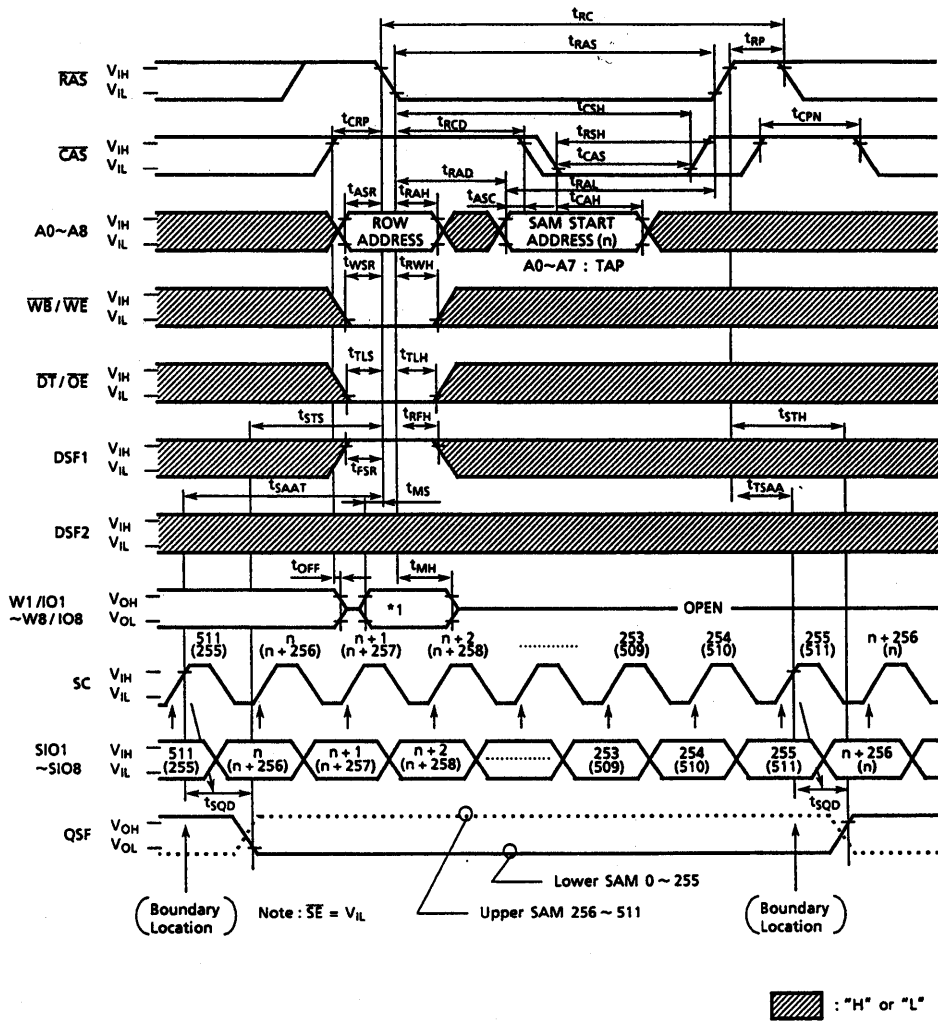 tRC
tRAS
tRP
RAS
VIH
VIL
tCSH
tCRP
tRCD
tRSH
tCPN
CAS
VIH
VIL
tCAS
tRAD
tRAL
tASR
tRAH
tASC
tCAH
A0~A8
VIH
VIL
ROW
ADDRESS
SAM START
ADDRESS (n)
A0~A7 : TAP
tWSR
tRWH
WB / WE
VIH
VIL
tTLS
tTLH
DT / OE
VIH
VIL
tSTS
tRFH
tSTH
DSF1
VIH
VIL
tFSR
tSAAT
tMS
tTSAA
DSF2
VIH
VIL
tOFF
tMH
W1/IO1
~W8/IO8
VOH
VOL
*1
OPEN
511
(255)
n
(n+256)
n+1
(n+257)
n+2
(n+258)
..........
253
(509)
254
(510)
255
(511)
n+256
(n)
SC
VIH
VIL
SIO1
~SIO8
VIH
VIL
511
(255)
n
(n+256)
n+1
(n+257)
n+2
(n+258)
..........
253
(509)
254
(510)
255
(511)
n+256
(n)
tSQD
tSQD
QSF
VOH
VOL
Lower SAM 0~255
Upper SAM 256~511
(Boundary
Location)
Note : SE = VIL
(Boundary
Location)
: "H" or "L"